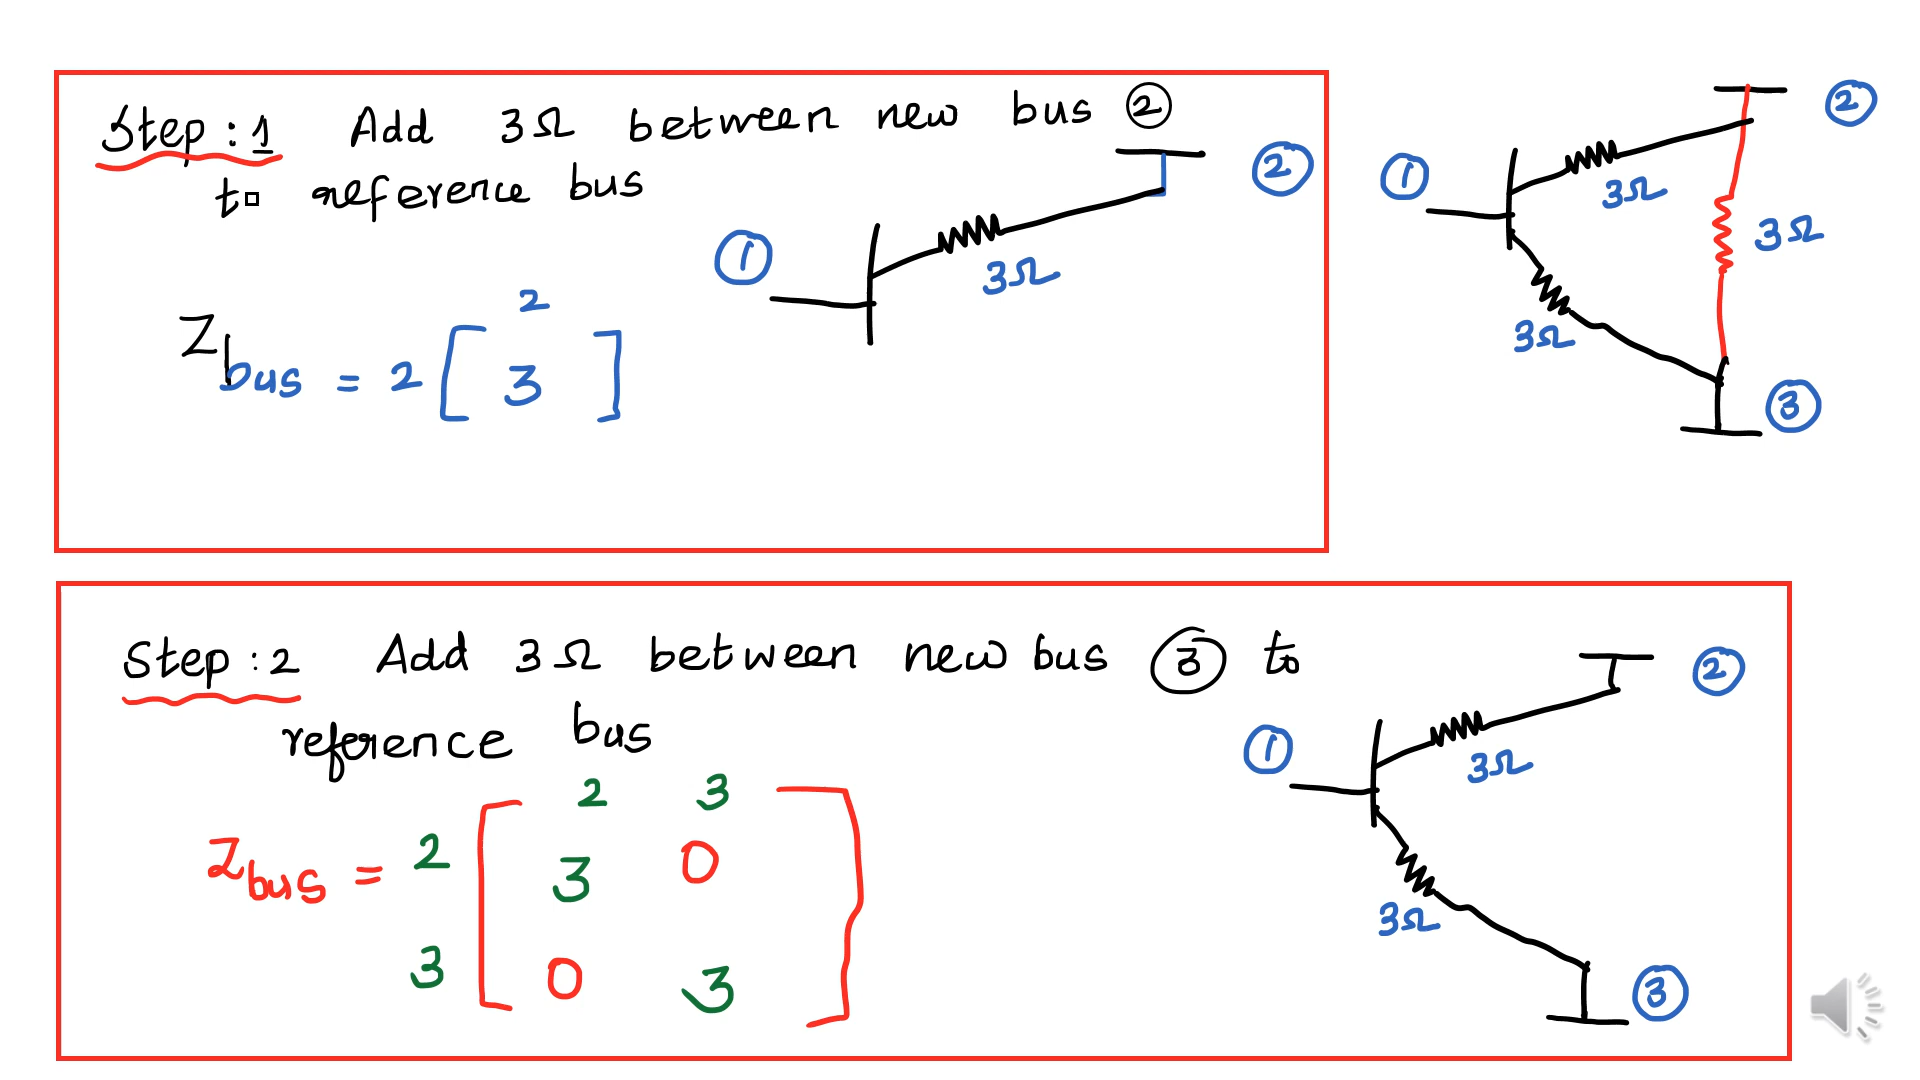 Step : 1 Add 3Ω between new bus ②
to reference bus
②
①
3Ω
2
Zbus = 2 [ 3 ]
②
①
3Ω
3Ω
3Ω
③
Step : 2 Add 3Ω between new bus ③ to
reference bus
2 3
Zbus = 2 [ 3 0
3 0 3 ]
②
①
3Ω
3Ω
③